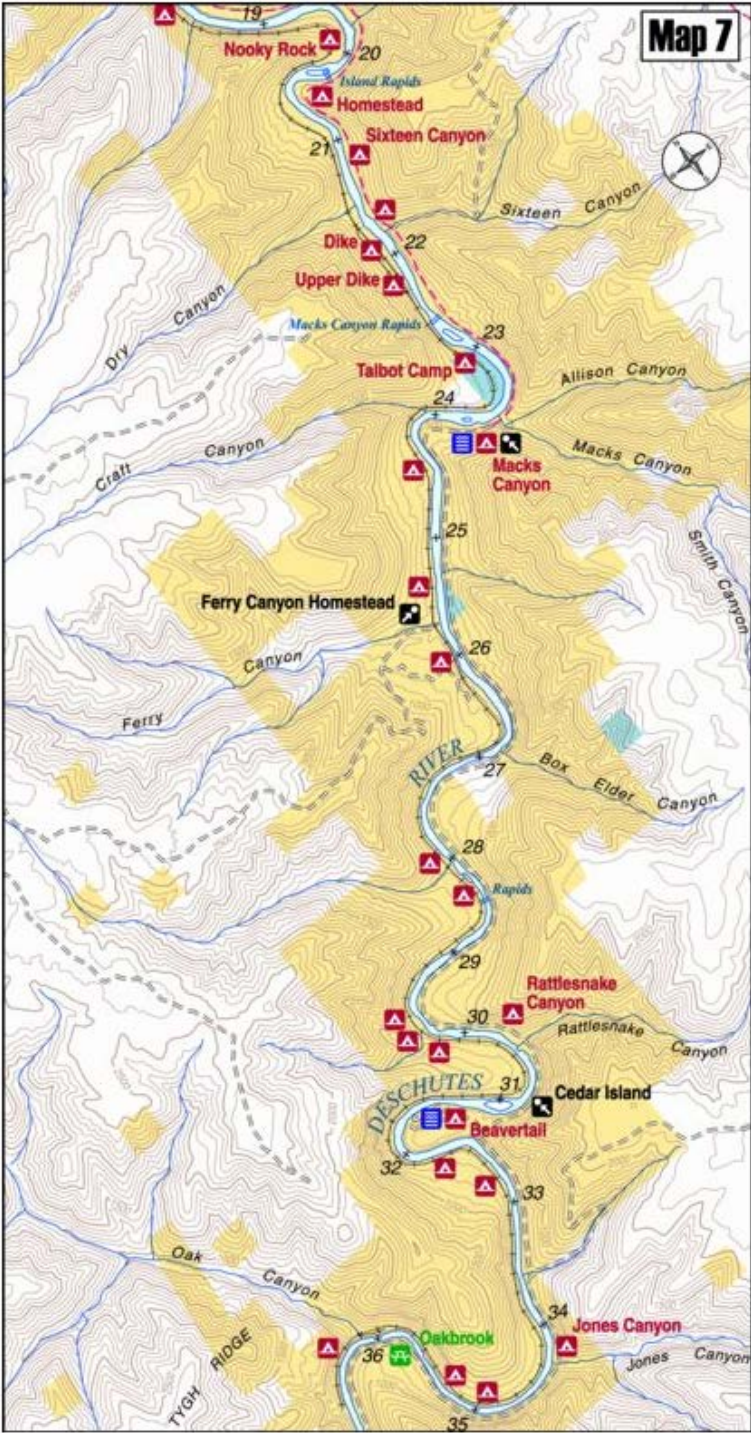 Map 7
19
Nooky Rock
20
Island Rapids
Homestead
21
Sixteen Canyon
Sixteen Canyon
Dike
22
Upper Dike
Dry Canyon
Macks Canyon Rapids
23
Talbot Camp
Allison Canyon
24
Craft Canyon
Macks
Canyon
Macks Canyon
25
Smith Canyon
Ferry Canyon Homestead
26
Ferry Canyon
RIVER
27
Box Elder Canyon
28
Rapids
29
Rattlesnake
Canyon
30
Rattlesnake Canyon
DESCHUTES
31
Cedar Island
Beavertail
32
33
Oak Canyon
34
Jones Canyon
Jones Canyon
Oakbrook
36
TYGH RIDGE
35